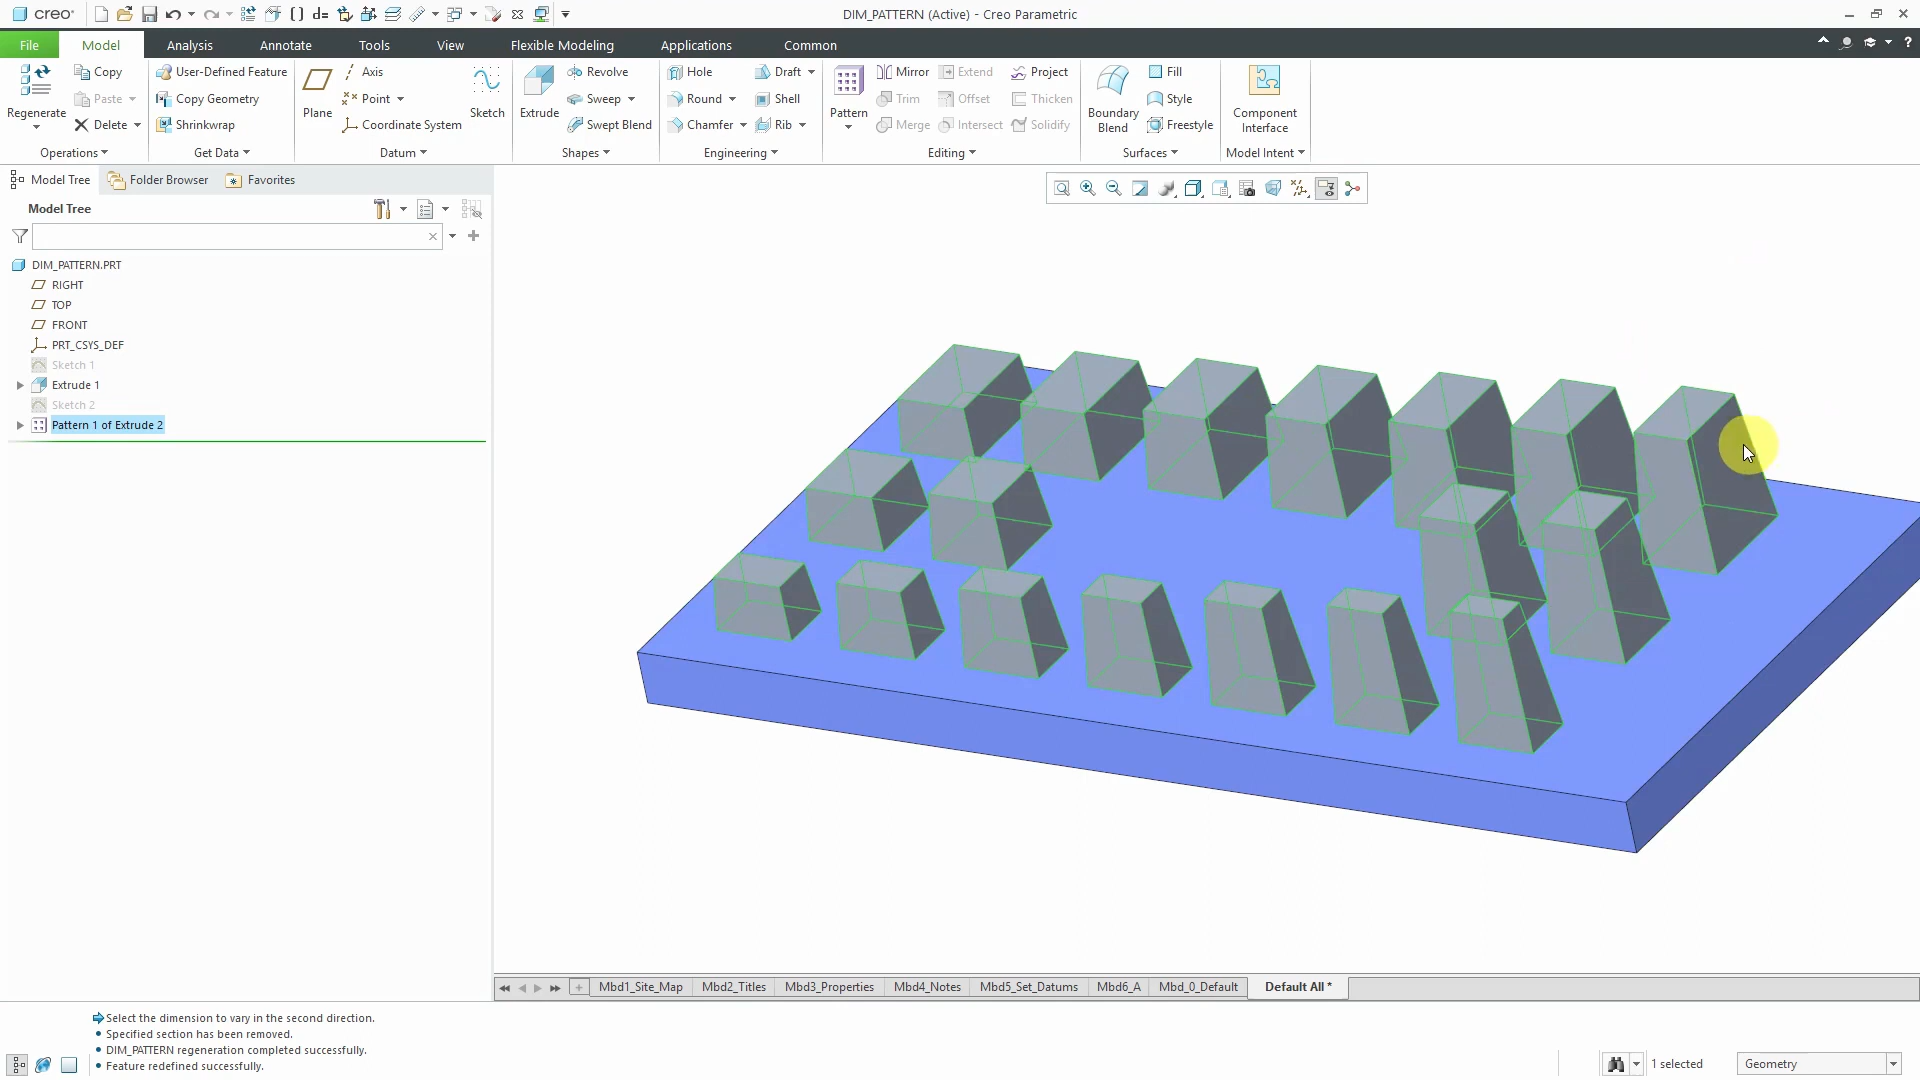 creo
DIM_PATTERN (Active) - Creo Parametric
File Model Analysis Annotate Tools View Flexible Modeling Applications Common
Regenerate Copy Paste Delete
Operations
User-Defined Feature Copy Geometry Shrinkwrap
Get Data
Plane Axis Point Coordinate System Sketch
Datum
Extrude Revolve Sweep Swept Blend
Shapes
Hole Round Chamfer Draft Shell Rib
Engineering
Pattern Mirror Trim Merge Extend Offset Intersect Project Thicken Solidify
Editing
Boundary Blend Fill Style Freestyle
Surfaces
Component Interface
Model Intent
Model Tree Folder Browser Favorites
Model Tree
DIM_PATTERN.PRT
RIGHT
TOP
FRONT
PRT_CSYS_DEF
Sketch 1
Extrude 1
Sketch 2
Pattern 1 of Extrude 2
Mbd1_Site_Map Mbd2_Titles Mbd3_Properties Mbd4_Notes Mbd5_Set_Datums Mbd6_A Mbd_0_Default Default All *
Select the dimension to vary in the second direction.
• Specified section has been removed.
• DIM_PATTERN regeneration completed successfully.
• Feature redefined successfully.
1 selected
Geometry